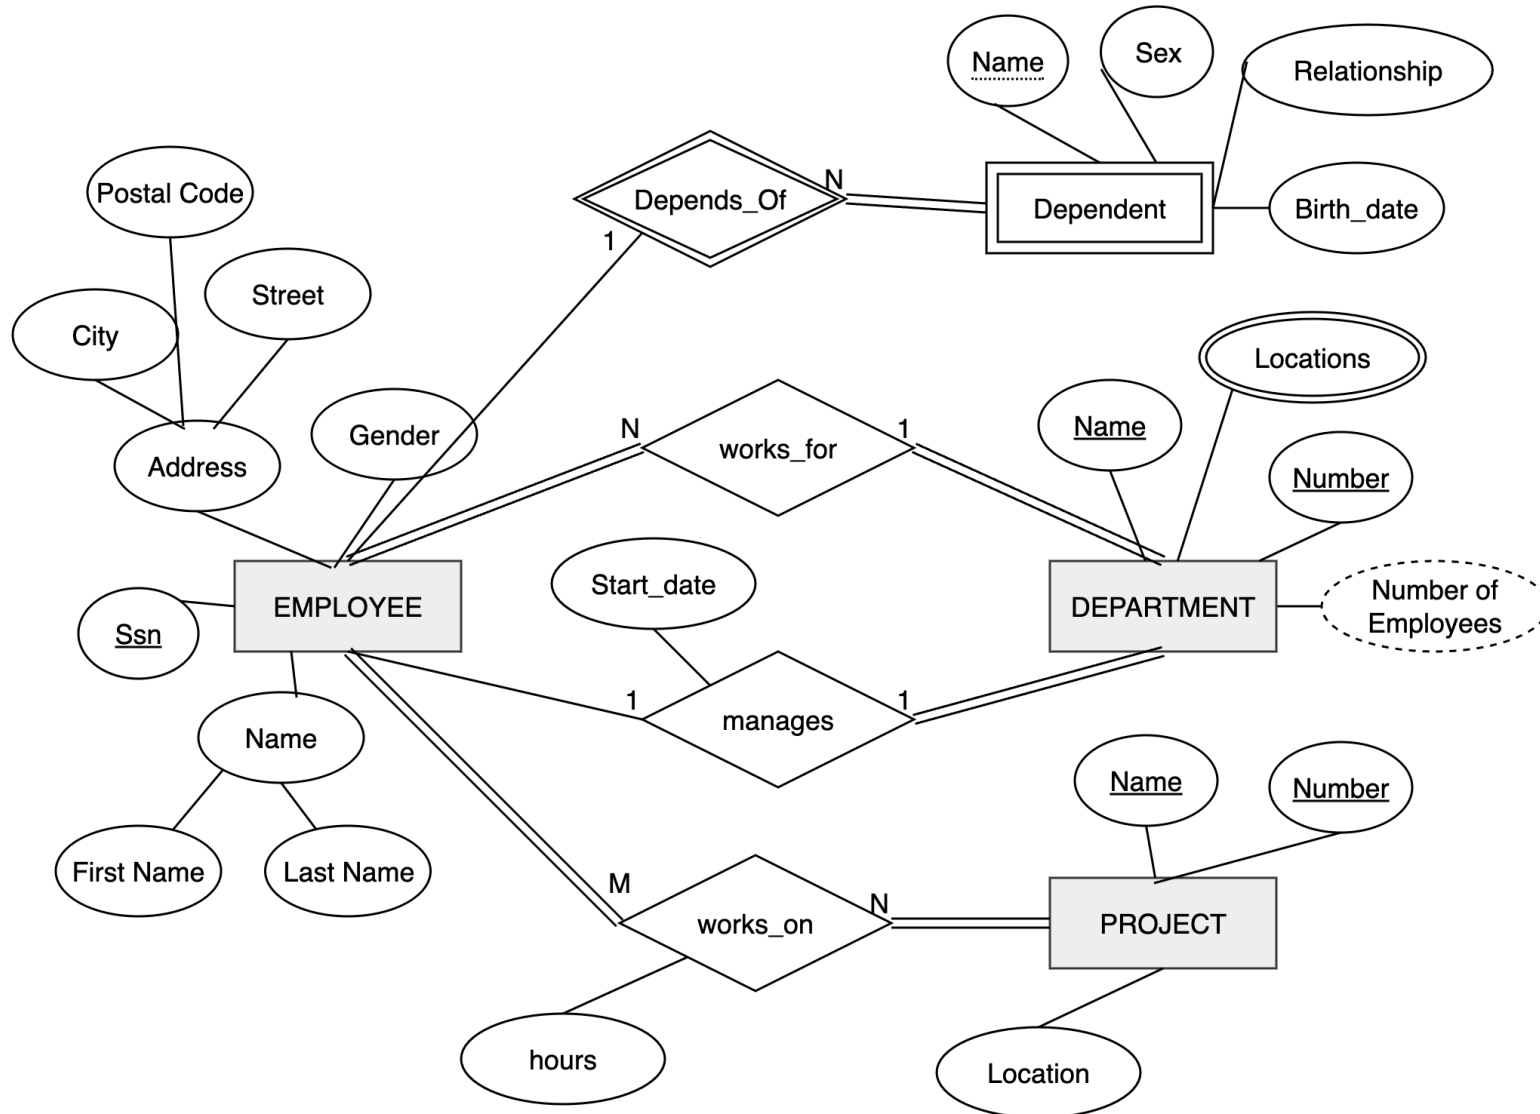 Name
Sex
Relationship
Postal Code
N
Depends_Of
Dependent
Birth_date
1
Street
City
Locations
Gender
N
1
Name
works_for
Address
Number
Start_date
Number of
Employees
EMPLOYEE
DEPARTMENT
Ssn
1
1
manages
Name
Name
Number
First Name
Last Name
M
N
works_on
PROJECT
hours
Location